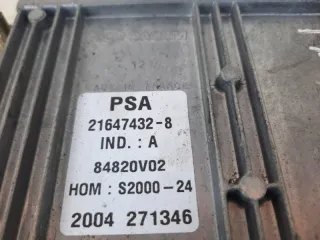 PSA
21647432-8
IND. : A
84820V02
HOM : S2000-24
2004 271346